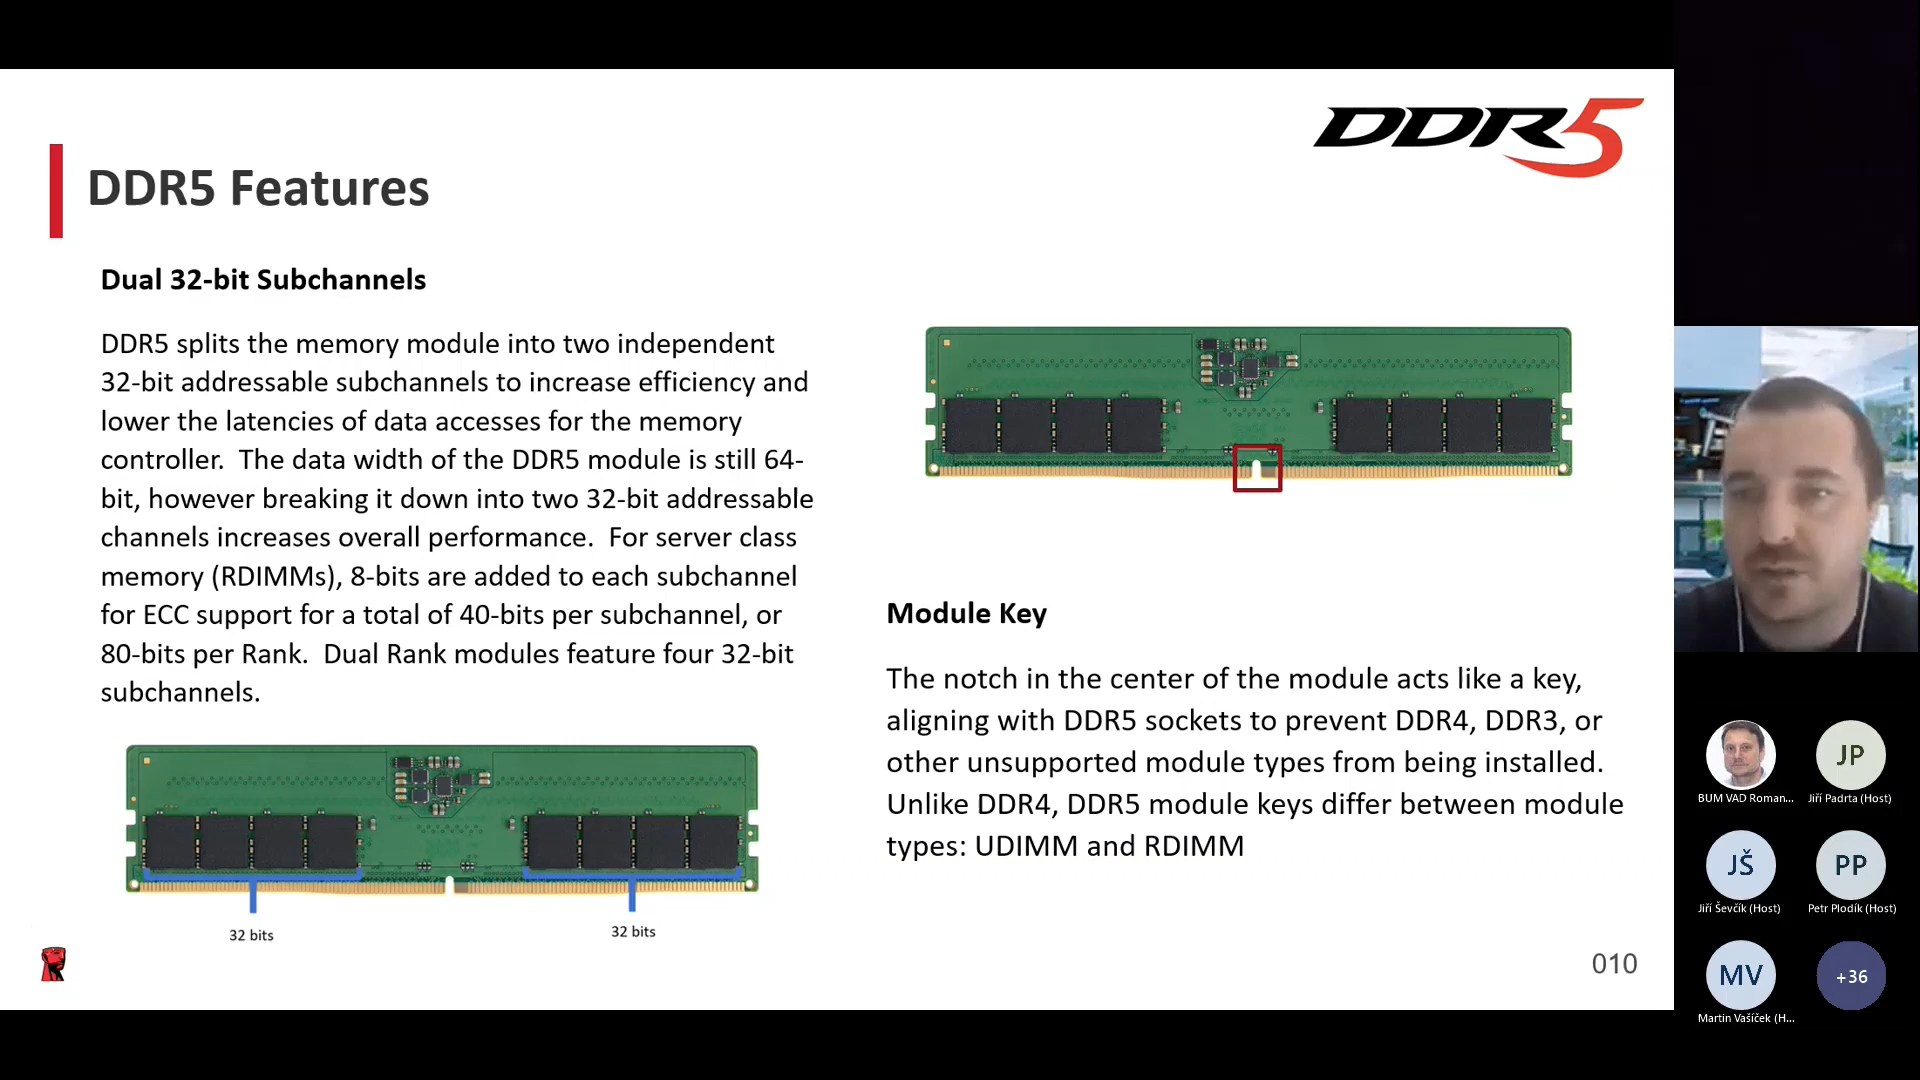 DDR5
DDR5 Features
Dual 32-bit Subchannels
DDR5 splits the memory module into two independent
32-bit addressable subchannels to increase efficiency and
lower the latencies of data accesses for the memory
controller.  The data width of the DDR5 module is still 64-
bit, however breaking it down into two 32-bit addressable
channels increases overall performance.  For server class
memory (RDIMMs), 8-bits are added to each subchannel
for ECC support for a total of 40-bits per subchannel, or
80-bits per Rank.  Dual Rank modules feature four 32-bit
subchannels.
32 bits
32 bits
Module Key
The notch in the center of the module acts like a key,
aligning with DDR5 sockets to prevent DDR4, DDR3, or
other unsupported module types from being installed.
Unlike DDR4, DDR5 module keys differ between module
types: UDIMM and RDIMM
010
BUM VAD Roman...
JP
Jiří Padrta (Host)
JŠ
Jiří Ševčík (Host)
PP
Petr Plodík (Host)
MV
Martin Vašíček (H...
+36